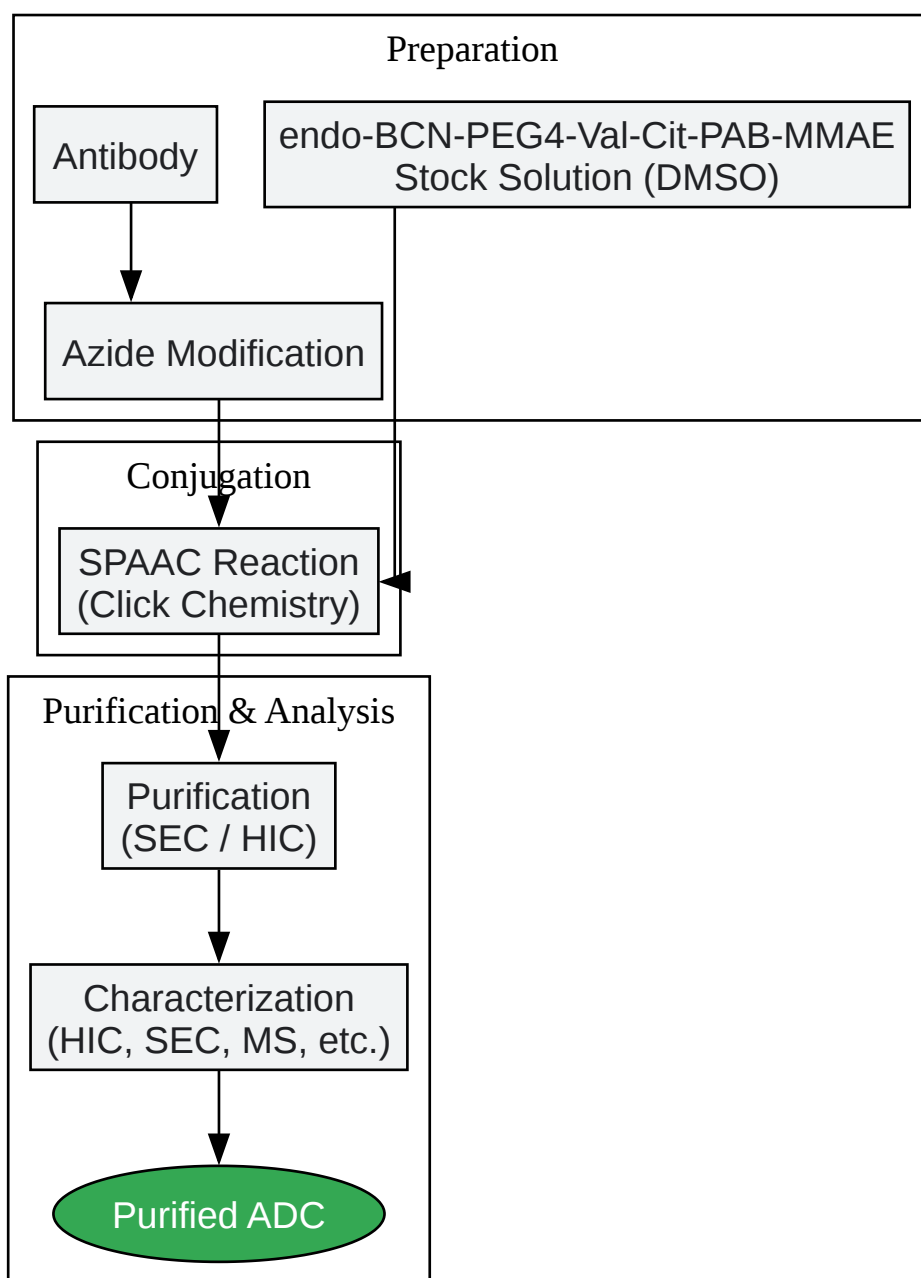 Preparation
Antibody
endo-BCN-PEG4-Val-Cit-PAB-MMAE
Stock Solution (DMSO)
Azide Modification
Conjugation
SPAAC Reaction
(Click Chemistry)
Purification & Analysis
Purification
(SEC / HIC)
Characterization
(HIC, SEC, MS, etc.)
Purified ADC